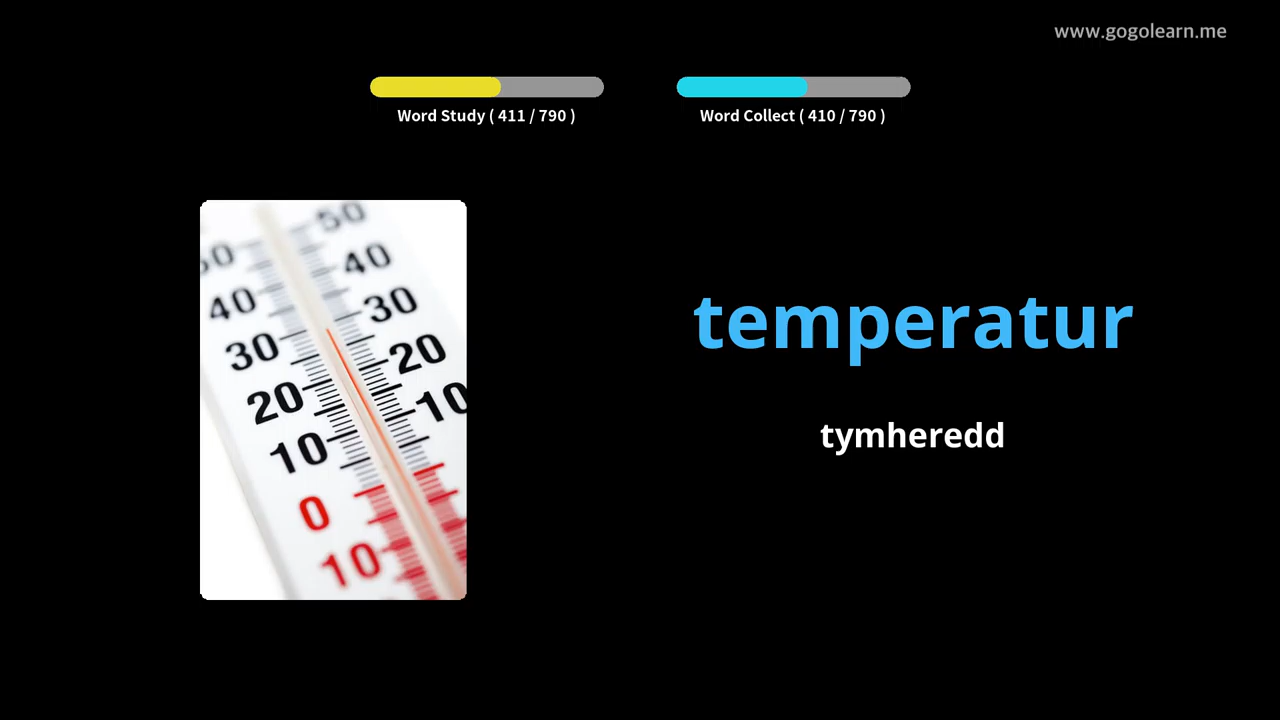 www.gogolearn.me
Word Study ( 411 / 790 )
Word Collect ( 410 / 790 )
50
50
40
40
30
30
20
20
10
10
0
10
temperatur
tymheredd